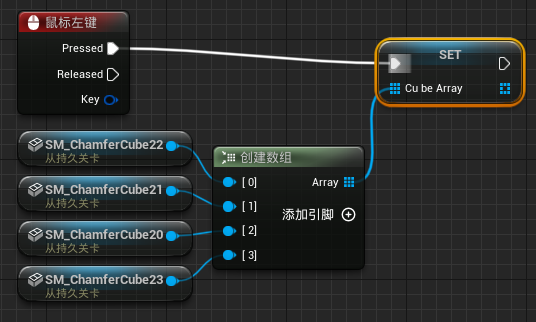 鼠标左键
Pressed
Released
Key
SET
Cu be Array
SM_ChamferCube22
从持久关卡
SM_ChamferCube21
从持久关卡
SM_ChamferCube20
从持久关卡
SM_ChamferCube23
从持久关卡
创建数组
[ 0]
Array
[ 1]
添加引脚
[ 2]
[ 3]